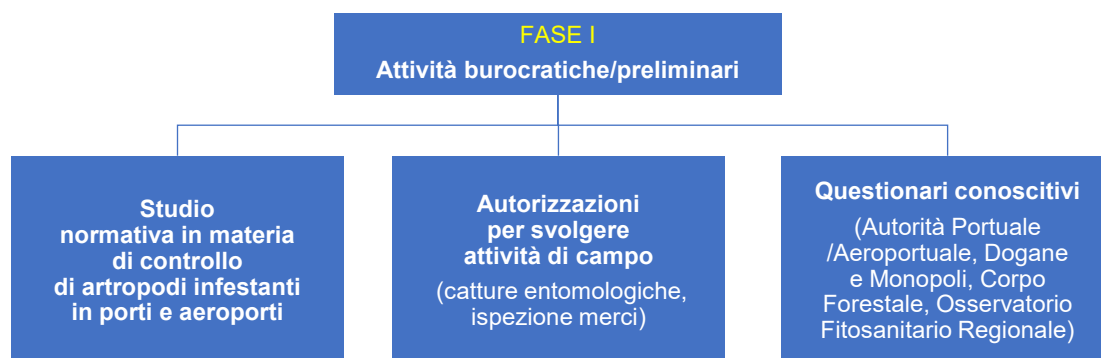 FASE I
Attività burocratiche/preliminari
Studio
normativa in materia
di controllo
di artropodi infestanti
in porti e aeroporti
Autorizzazioni
per svolgere
attività di campo
(catture entomologiche,
ispezione merci)
Questionari conoscitivi
(Autorità Portuale
/Aeroportuale, Dogane
e Monopoli, Corpo
Forestale, Osservatorio
Fitosanitario Regionale)